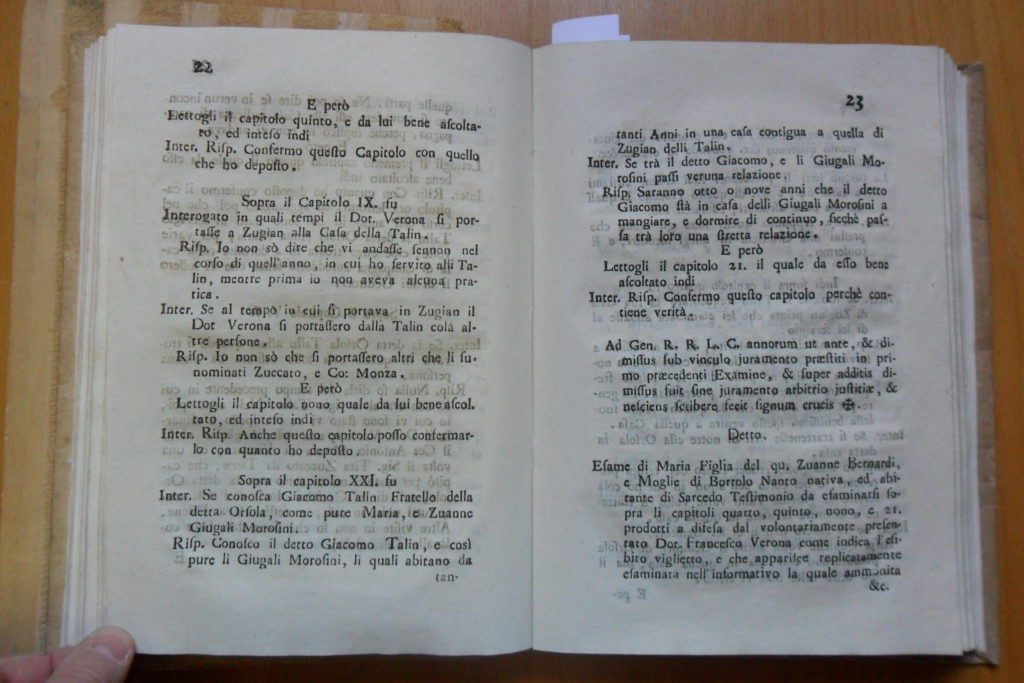 22
E però
Lettogli il capitolo quinto, e da lui bene aſcolta-
to, ed inteſo indi
Inter. Riſp. Confermo queſto Capitolo con quello
che ho depoſto.
Sopra il Capitolo IX. fu
Interogato in quali tempi il Dot. Verona ſi por-
taſſe a Zugian alla Caſa della Talin.
Riſp. Io non sò dire che vi andaſſe ſennon nel
corſo di quell'anno, in cui ho ſervito alli Ta-
lin, mentre prima io non aveva alcuna pra-
tica.
Inter. Se al tempo in cui ſi portava in Zugian il
Dot Verona ſi portaſſero dalla Talin colà al-
tre perſone.
Riſp. Io non sò che ſi portaſſero altri che li ſu-
nominati Zuccato, e Co: Monza.
E però
Lettogli il capitolo nono quale da lui bene aſcol-
tato, ed inteſo indi
Inter. Riſp. Anche queſto capitolo poſſo confermar-
lo con quanto ho depoſto.
Sopra il capitolo XXI. fu
Inter. Se conoſca Giacomo Talin Fratello della
detta Orſola, come pure Maria, e Zuanne
Giugali Moroſini.
Riſp. Conoſco il detto Giacomo Talin, e così
pure li Giugali Moroſini, li quali abitano da
tan-
23
tanti Anni in una caſa contigua a quella di
Zugian delli Talin.
Inter. Se trà il detto Giacomo, e li Giugali Mo-
roſini paſſi veruna relazione.
Riſp. Saranno otto o nove anni che il detto
Giacomo ſtà in caſa delli Giugali Moroſini a
mangiare, e dormire di continuo, ſicchè paſ-
ſa trà loro una ſtretta relazione.
E però
Lettogli il capitolo 21. il quale da eſſo bene
aſcoltato indi
Inter. Riſp. Confermo queſto capitolo perchè con-
tiene verità.
Ad Gen. R. R. L. C. annorum ut ante, & di-
miſſus ſub vinculo juramento præſtiti in pri-
mo præcedenti Examine, & ſuper additis di-
miſſus fuit ſine juramento arbitrio juſtitiæ, &
neſciens ſcribere fecit ſignum crucis ✠.
Detto.
Eſame di Maria Figlia del qu. Zuanne Bernardi,
e Moglie di Bortolo Nanto nativa, ed abi-
tante di Sarcedo Teſtimonio da eſaminarſi ſo-
pra li capitoli quarto, quinto, nono, e 21.
prodotti a difeſa dal volontariamente preſen-
tato Dot. Franceſco Verona come indica l'eſi-
bito viglietto, e che appariſce replicatamente
eſaminata nell'informativo la quale ammonita
&c.